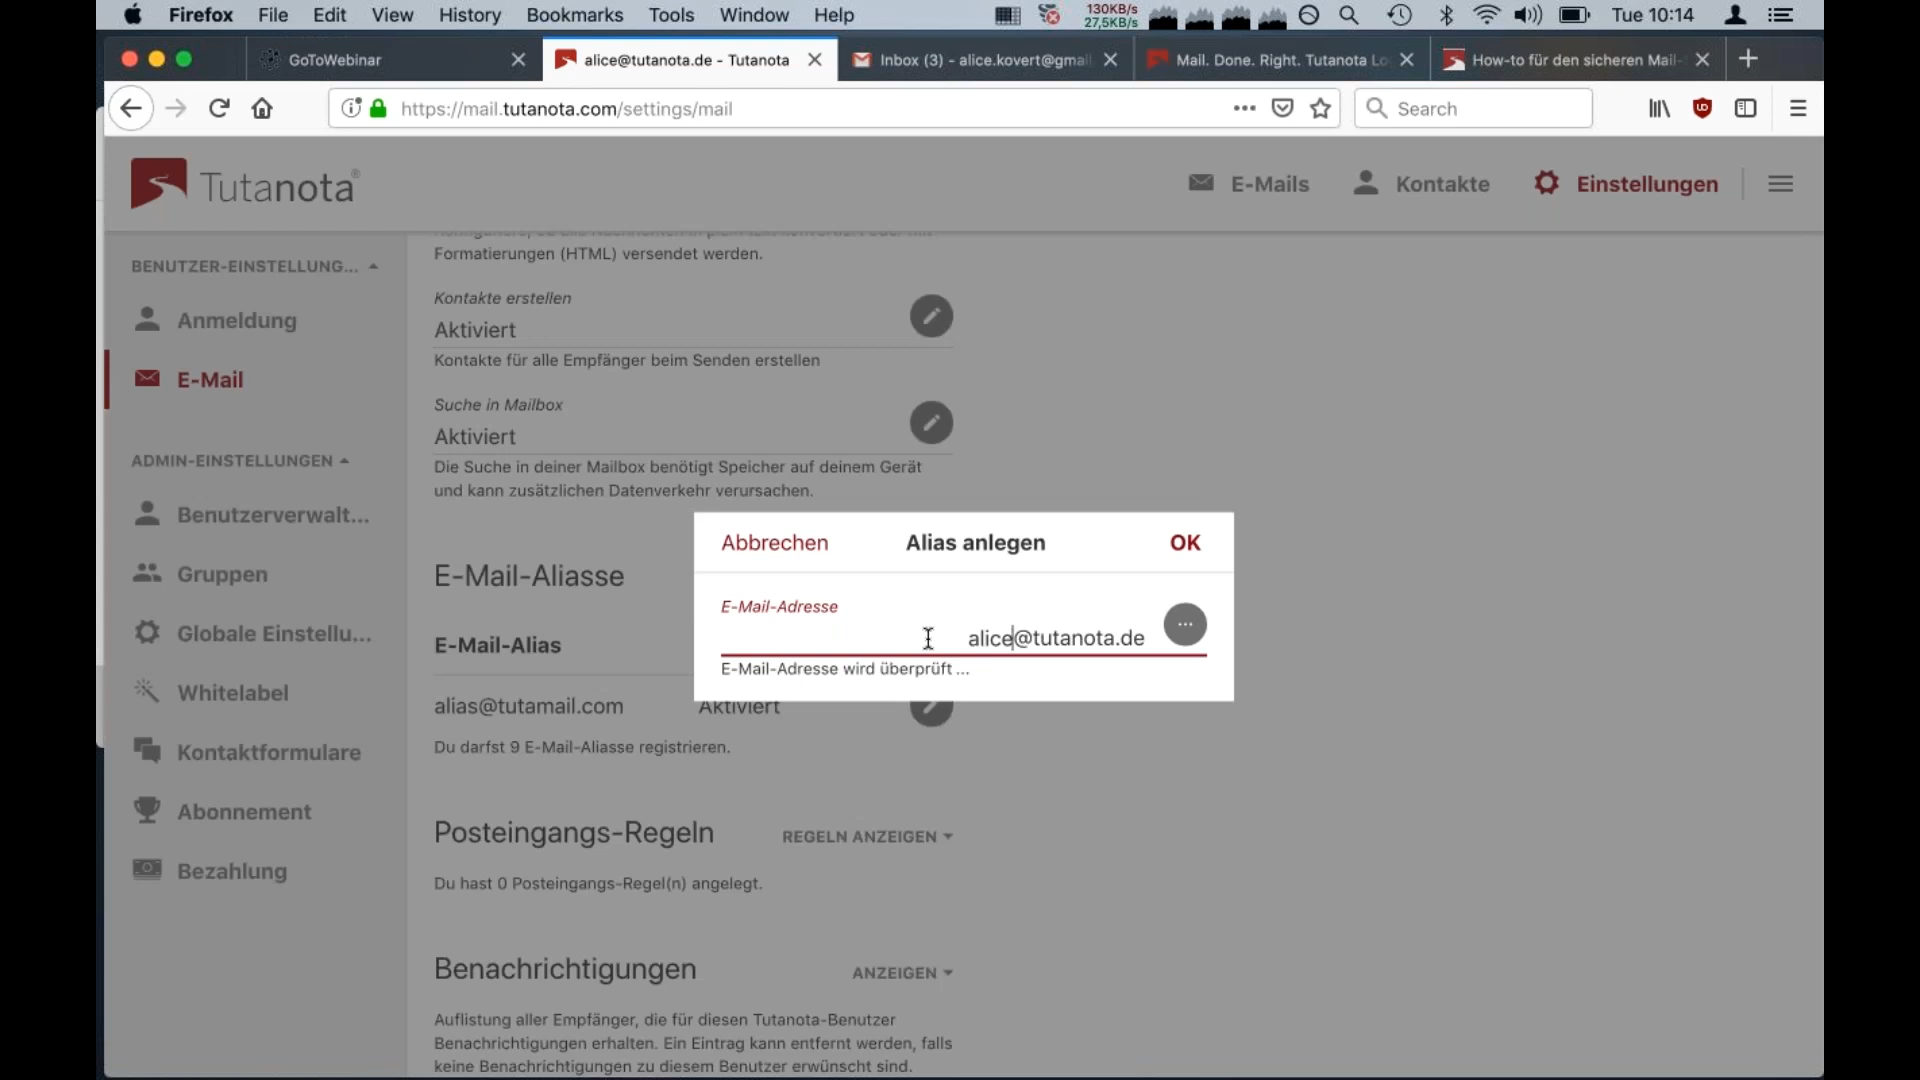 Firefox File Edit View History Bookmarks Tools Window Help 130KB/s 27,5KB/s Tue 10:14
GoToWebinar alice@tutanota.de - Tutanota Inbox (3) - alice.kovert@gmai Mail. Done. Right. Tutanota Lo How-to für den sicheren Mail-
https://mail.tutanota.com/settings/mail Search
Tutanota® E-Mails Kontakte Einstellungen
BENUTZER-EINSTELLUNG...
Anmeldung
E-Mail
ADMIN-EINSTELLUNGEN
Benutzerverwalt...
Gruppen
Globale Einstellu...
Whitelabel
Kontaktformulare
Abonnement
Bezahlung
Formatierungen (HTML) versendet werden.
Kontakte erstellen
Aktiviert
Kontakte für alle Empfänger beim Senden erstellen
Suche in Mailbox
Aktiviert
Die Suche in deiner Mailbox benötigt Speicher auf deinem Gerät
und kann zusätzlichen Datenverkehr verursachen.
E-Mail-Aliasse
E-Mail-Alias
alias@tutamail.com Aktiviert
Du darfst 9 E-Mail-Aliasse registrieren.
Abbrechen Alias anlegen OK
E-Mail-Adresse
alice@tutanota.de
E-Mail-Adresse wird überprüft ...
Posteingangs-Regeln REGELN ANZEIGEN
Du hast 0 Posteingangs-Regel(n) angelegt.
Benachrichtigungen ANZEIGEN
Auflistung aller Empfänger, die für diesen Tutanota-Benutzer
Benachrichtigungen erhalten. Ein Eintrag kann entfernt werden, falls
keine Benachrichtigungen zu diesem Benutzer erwünscht sind.